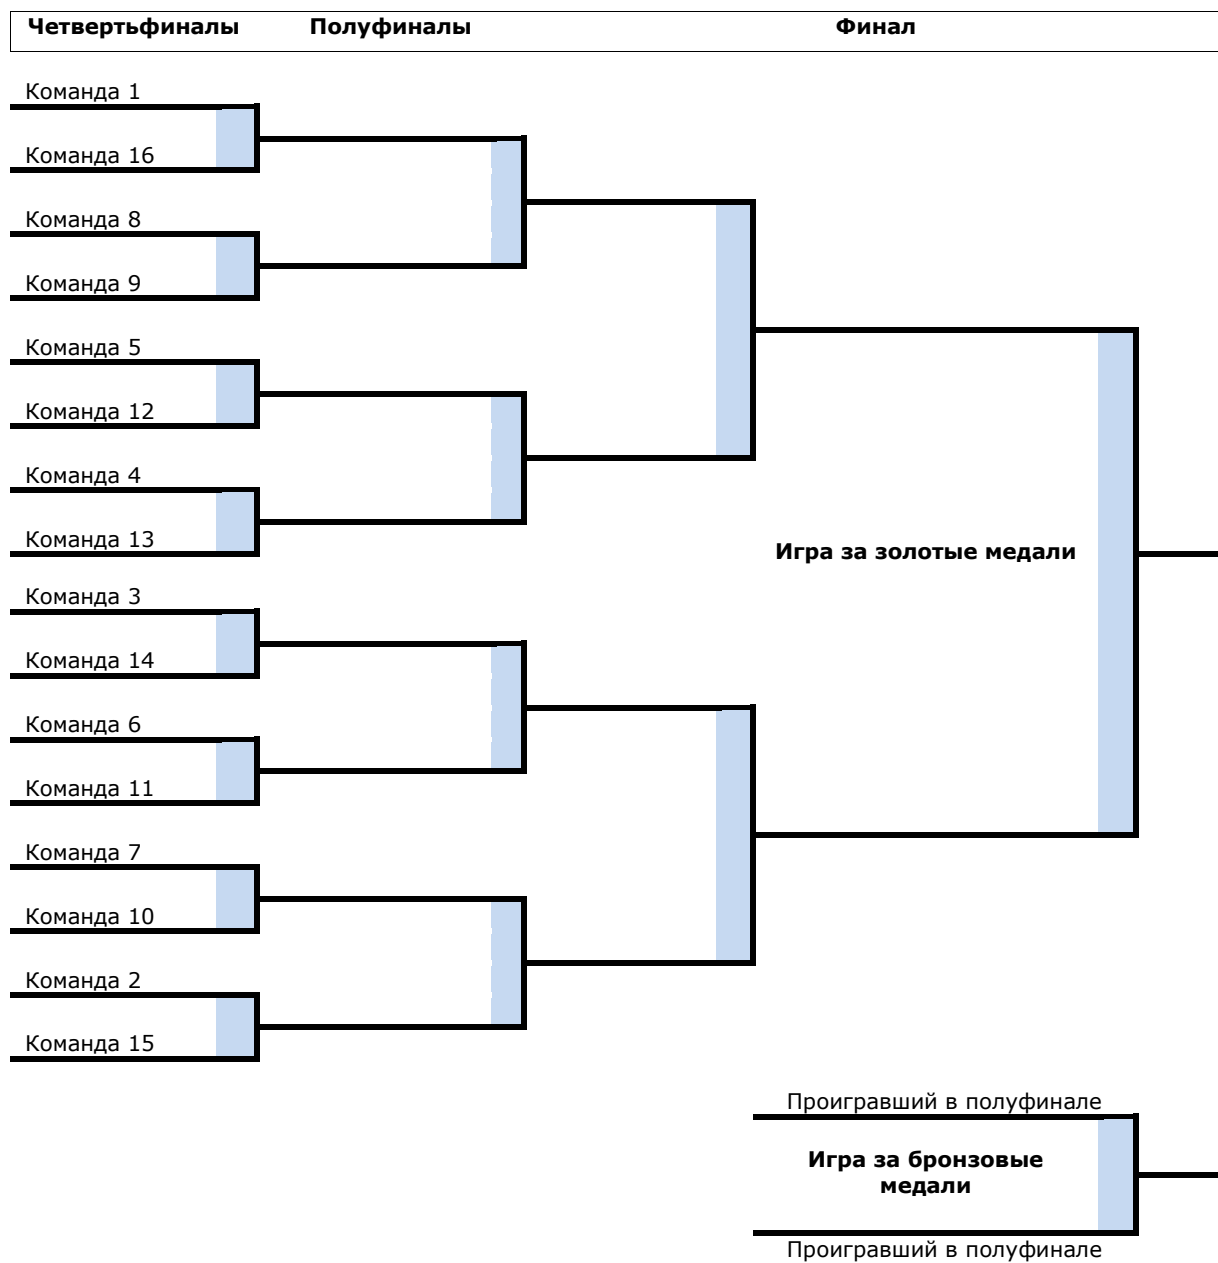 Четвертьфиналы Полуфиналы Финал
Команда 1
Команда 16
Команда 8
Команда 9
Команда 5
Команда 12
Команда 4
Команда 13
Игра за золотые медали
Команда 3
Команда 14
Команда 6
Команда 11
Команда 7
Команда 10
Команда 2
Команда 15
Проигравший в полуфинале
Игра за бронзовые
медали
Проигравший в полуфинале